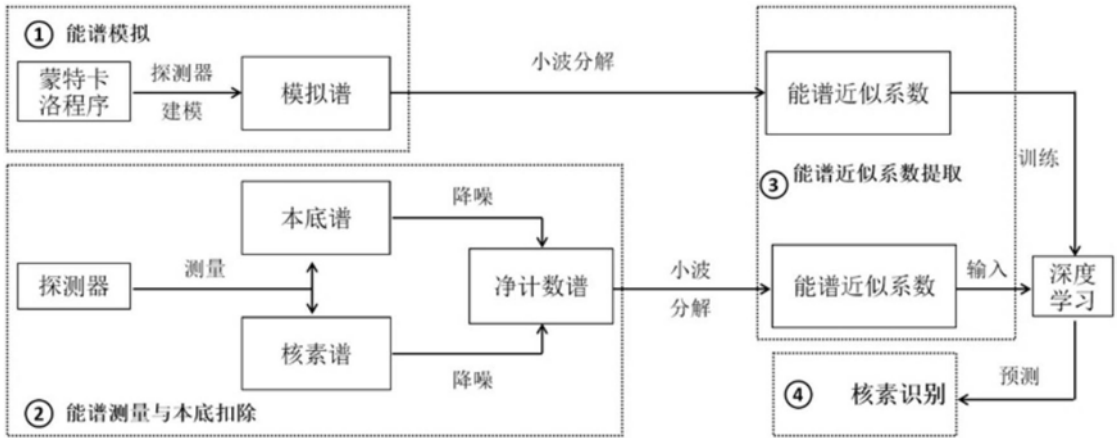 ① 能谱模拟
蒙特卡
洛程序
探测器
建模
模拟谱
小波分解
能谱近似系数
训练
③ 能谱近似系数提取
探测器
测量
本底谱
核素谱
降噪
降噪
净计数谱
小波
分解
能谱近似系数
输入
深度
学习
② 能谱测量与本底扣除
预测
④ 核素识别